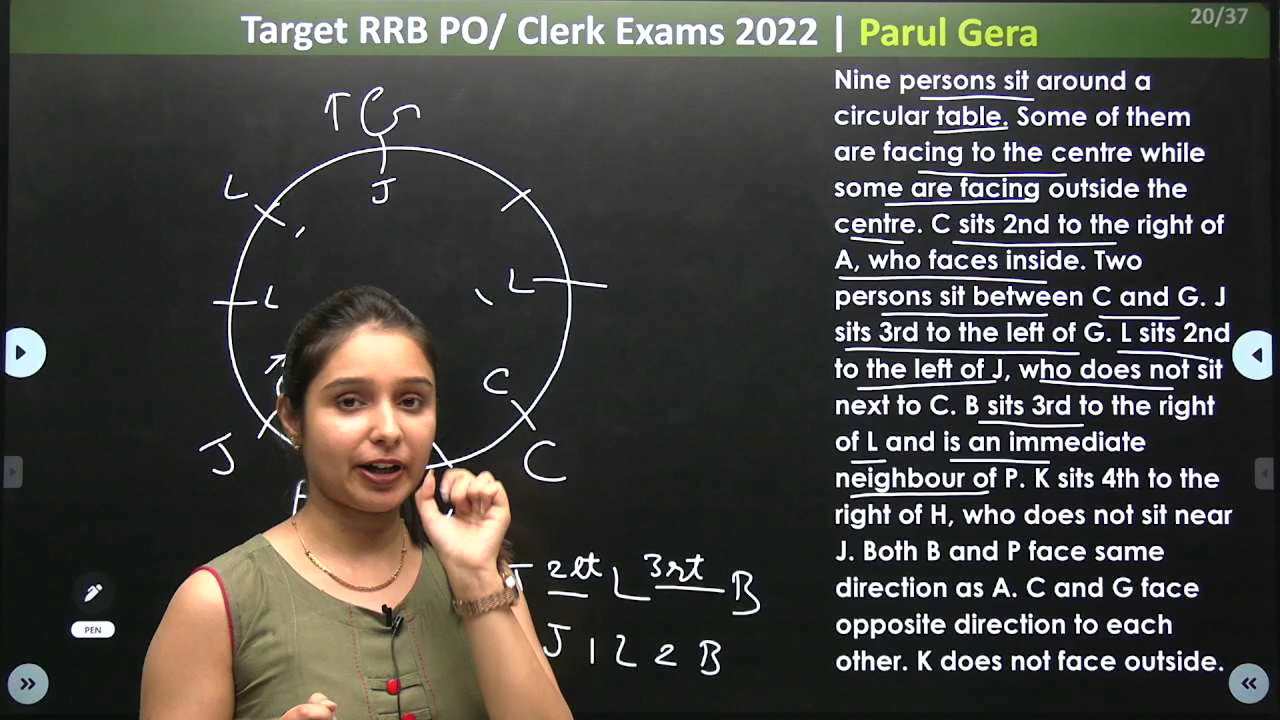 20/37
Target RRB PO/ Clerk Exams 2022 | Parul Gera
Nine persons sit around a
circular table. Some of them
are facing to the centre while
some are facing outside the
centre. C sits 2nd to the right of
A, who faces inside. Two
persons sit between C and G. J
sits 3rd to the left of G. L sits 2nd
to the left of J, who does not sit
next to C. B sits 3rd to the right
of L and is an immediate
neighbour of P. K sits 4th to the
right of H, who does not sit near
J. Both B and P face same
direction as A. C and G face
opposite direction to each
other. K does not face outside.
G
J
L
L
L
C
J
C
L B
J 1 L 2 B
PEN